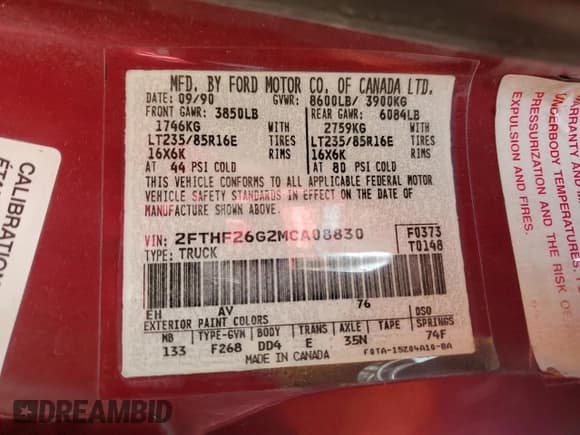 MFD. BY FORD MOTOR CO. OF CANADA LTD.
DATE: 09/90 GVWR: 8600LB/ 3900KG
FRONT GAWR: 3850LB REAR GAWR: 6084LB
1746KG WITH 2759KG WITH
LT235/85R16E TIRES LT235/85R16E TIRES
16X6K RIMS 16X6K RIMS
AT 44 PSI COLD AT 80 PSI COLD
THIS VEHICLE CONFORMS TO ALL APPLICABLE FEDERAL MOTOR
VEHICLE SAFETY STANDARDS IN EFFECT ON THE DATE OF
MANUFACTURE SHOWN ABOVE.
VIN: 2FTHF26G2MCA08830 F0373
TYPE: TRUCK T0148
EH AV 76
EXTERIOR PAINT COLORS DSO
WB TYPE-GVW BODY TRANS AXLE TAPE SPRINGS
133 F268 DD4 E 35N 74F
MADE IN CANADA F0TA-15Z04A10-BA
CALIBRATION
WARRANTY AND
UNDERBODY TEMPERATURES,
PRESSURIZATION
EXPULSION AND FIRES.
AND THE RISK OF
DREAMBID